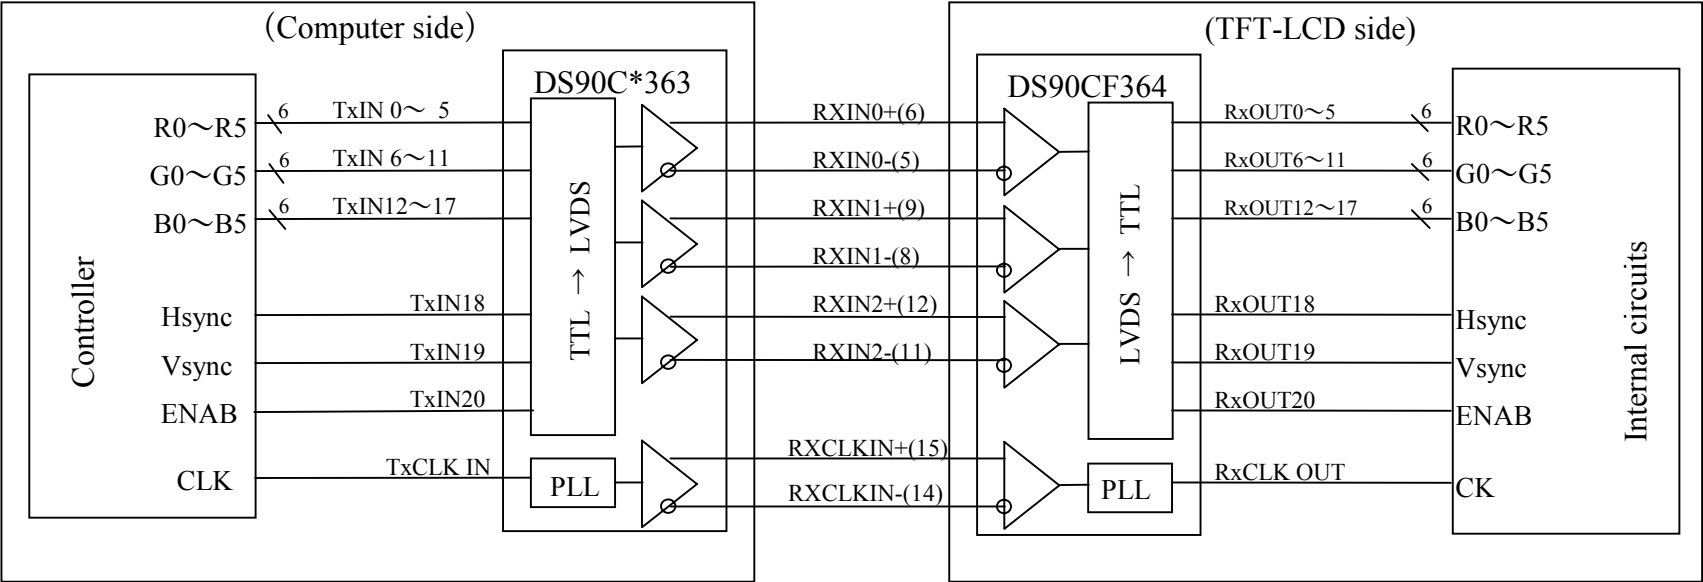 (Computer side)
(TFT-LCD side)
DS90C*363
DS90CF364
Controller
R0～R5
G0～G5
B0～B5
Hsync
Vsync
ENAB
CLK
6
TxIN 0～ 5
6
TxIN 6～11
6
TxIN12～17
TxIN18
TxIN19
TxIN20
TxCLK IN
TTL → LVDS
PLL
RXIN0+(6)
RXIN0-(5)
RXIN1+(9)
RXIN1-(8)
RXIN2+(12)
RXIN2-(11)
RXCLKIN+(15)
RXCLKIN-(14)
LVDS → TTL
PLL
RxOUT0～5
6
RxOUT6～11
6
RxOUT12～17
6
RxOUT18
RxOUT19
RxOUT20
RxCLK OUT
R0～R5
G0～G5
B0～B5
Hsync
Vsync
ENAB
CK
Internal circuits